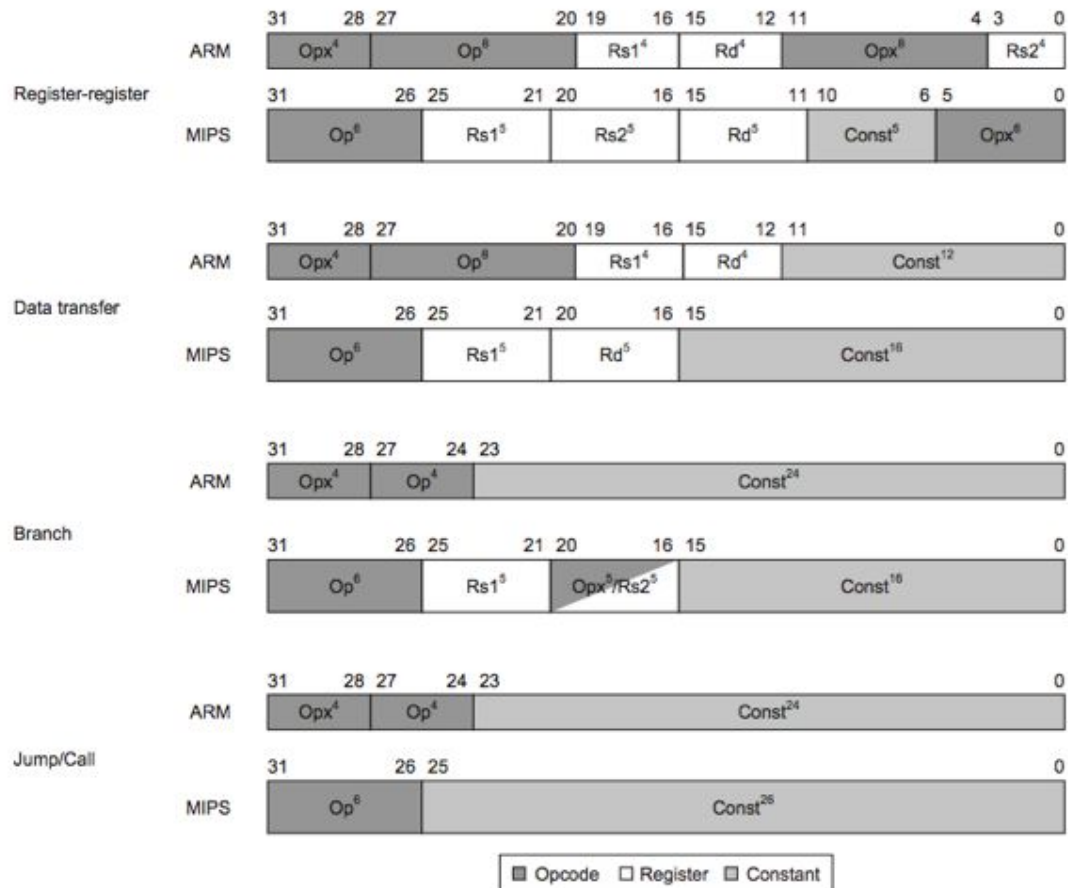 31 28 27 20 19 16 15 12 11 4 3 0
ARM Opx⁴ Op⁸ Rs1⁴ Rd⁴ Opx⁸ Rs2⁴
Register-register
31 26 25 21 20 16 15 11 10 6 5 0
MIPS Op⁶ Rs1⁵ Rs2⁵ Rd⁵ Const⁵ Opx⁶
31 28 27 20 19 16 15 12 11 0
ARM Opx⁴ Op⁸ Rs1⁴ Rd⁴ Const¹²
Data transfer
31 26 25 21 20 16 15 0
MIPS Op⁶ Rs1⁵ Rd⁵ Const¹⁶
31 28 27 24 23 0
ARM Opx⁴ Op⁴ Const²⁴
Branch
31 26 25 21 20 16 15 0
MIPS Op⁶ Rs1⁵ Opx⁵/Rs2⁵ Const¹⁶
31 28 27 24 23 0
ARM Opx⁴ Op⁴ Const²⁴
Jump/Call
31 26 25 0
MIPS Op⁶ Const²⁶
Opcode Register Constant